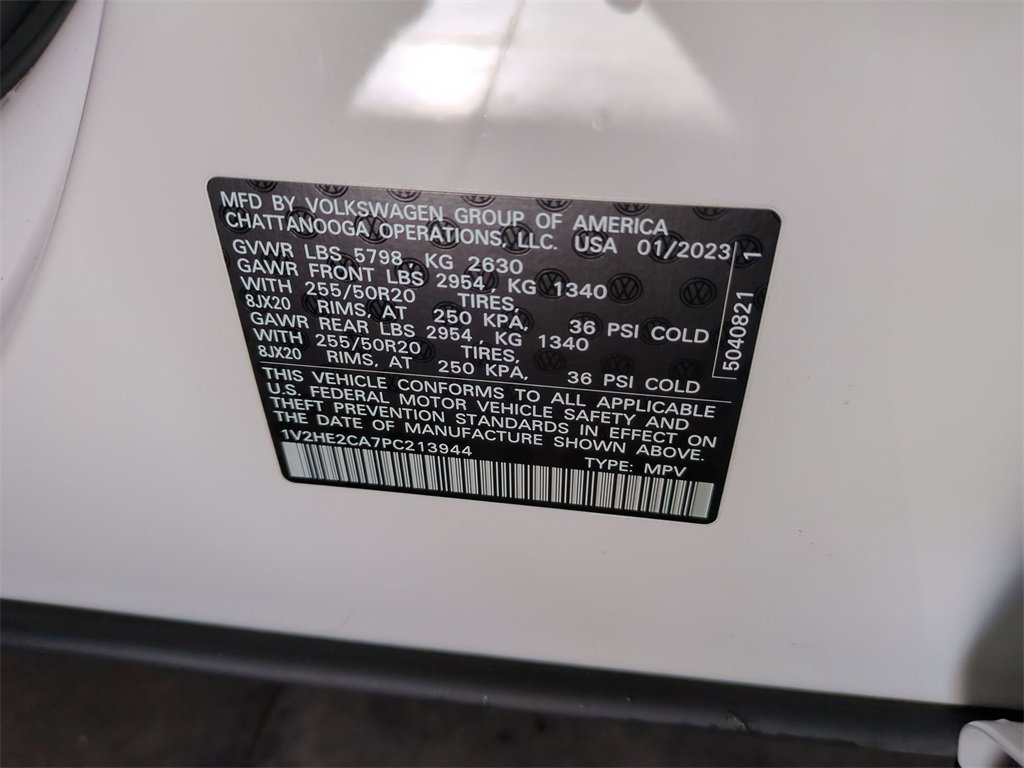 MFD BY VOLKSWAGEN GROUP OF AMERICA
CHATTANOOGA OPERATIONS, LLC. USA 01/2023
GVWR LBS 5798, KG 2630
GAWR FRONT LBS 2954, KG 1340
WITH 255/50R20 TIRES,
8JX20 RIMS, AT 250 KPA, 36 PSI COLD
GAWR REAR LBS 2954, KG 1340
WITH 255/50R20 TIRES,
8JX20 RIMS, AT 250 KPA, 36 PSI COLD
THIS VEHICLE CONFORMS TO ALL APPLICABLE
U.S. FEDERAL MOTOR VEHICLE SAFETY AND
THEFT PREVENTION STANDARDS IN EFFECT ON
THE DATE OF MANUFACTURE SHOWN ABOVE.
1V2HE2CA7PC213944 TYPE: MPV
5040821 1